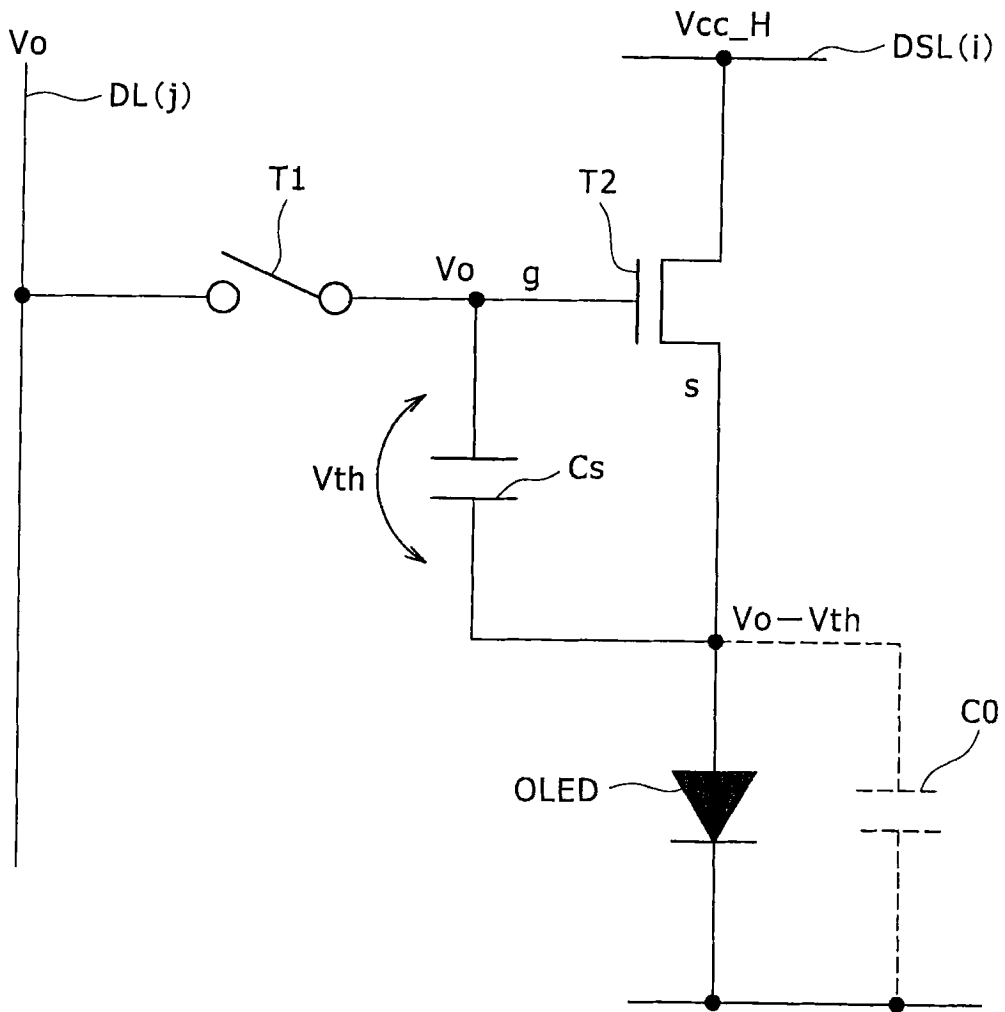 Vo
Vcc_H
DSL(i)
DL(j)
T1
T2
Vo
g
s
Vth
Cs
Vo—Vth
C0
OLED